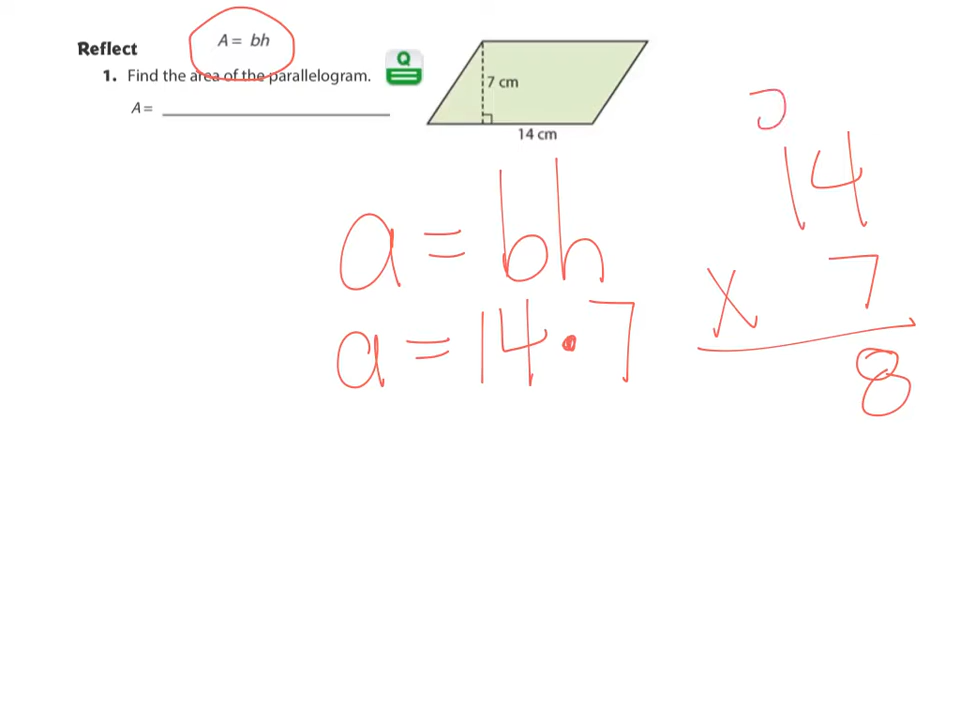 A = bh
Reflect
Q
1. Find the area of the parallelogram.
A =
7 cm
14 cm
a = bh
a = 14 • 7
14
x 7
8